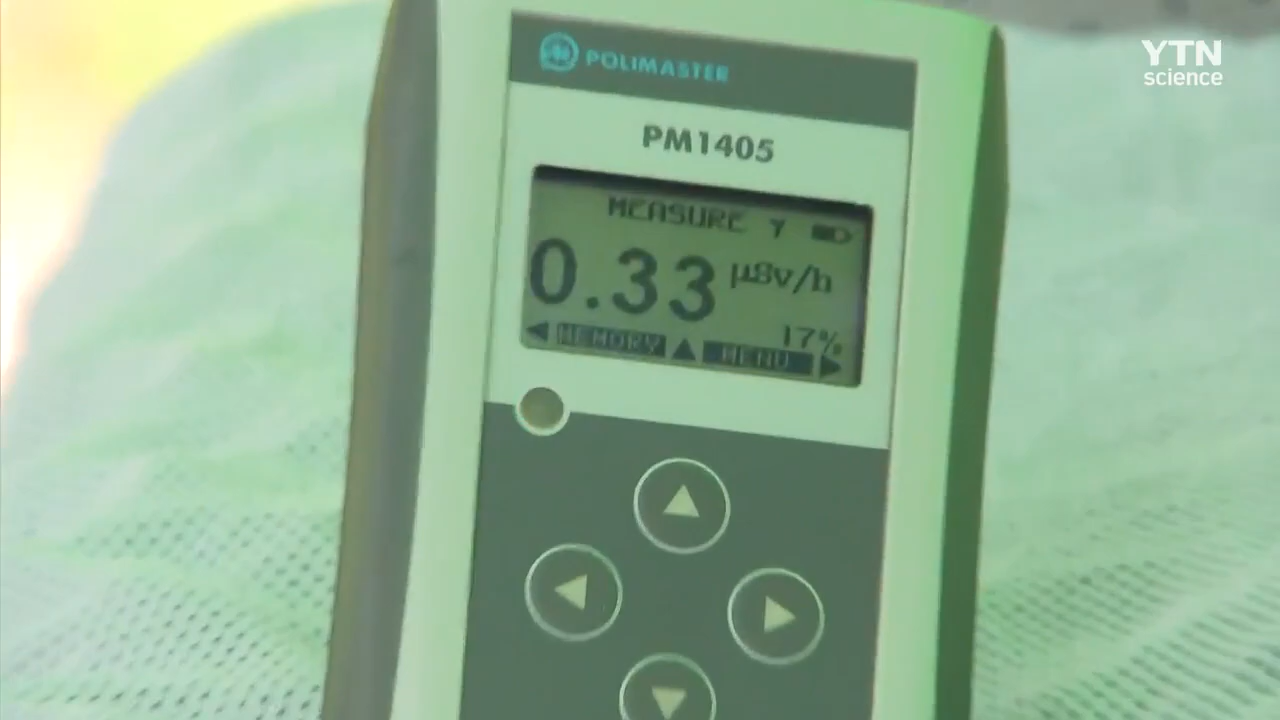 YTN
science
POLIMASTER
PM1405
MEASURE γ
0.33 μSv/h
17%
MEMORY MENU